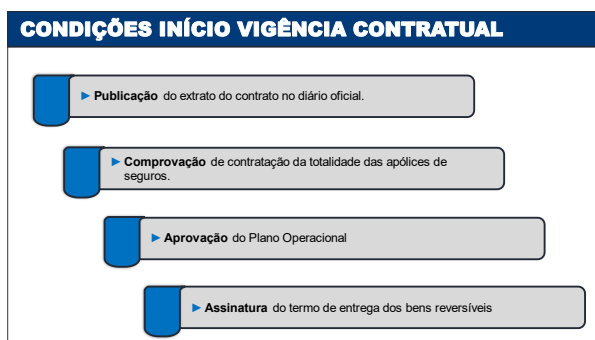 CONDIÇÕES INÍCIO VIGÊNCIA CONTRATUAL
► Publicação do extrato do contrato no diário oficial.
► Comprovação de contratação da totalidade das apólices de
seguros.
► Aprovação do Plano Operacional
► Assinatura do termo de entrega dos bens reversíveis